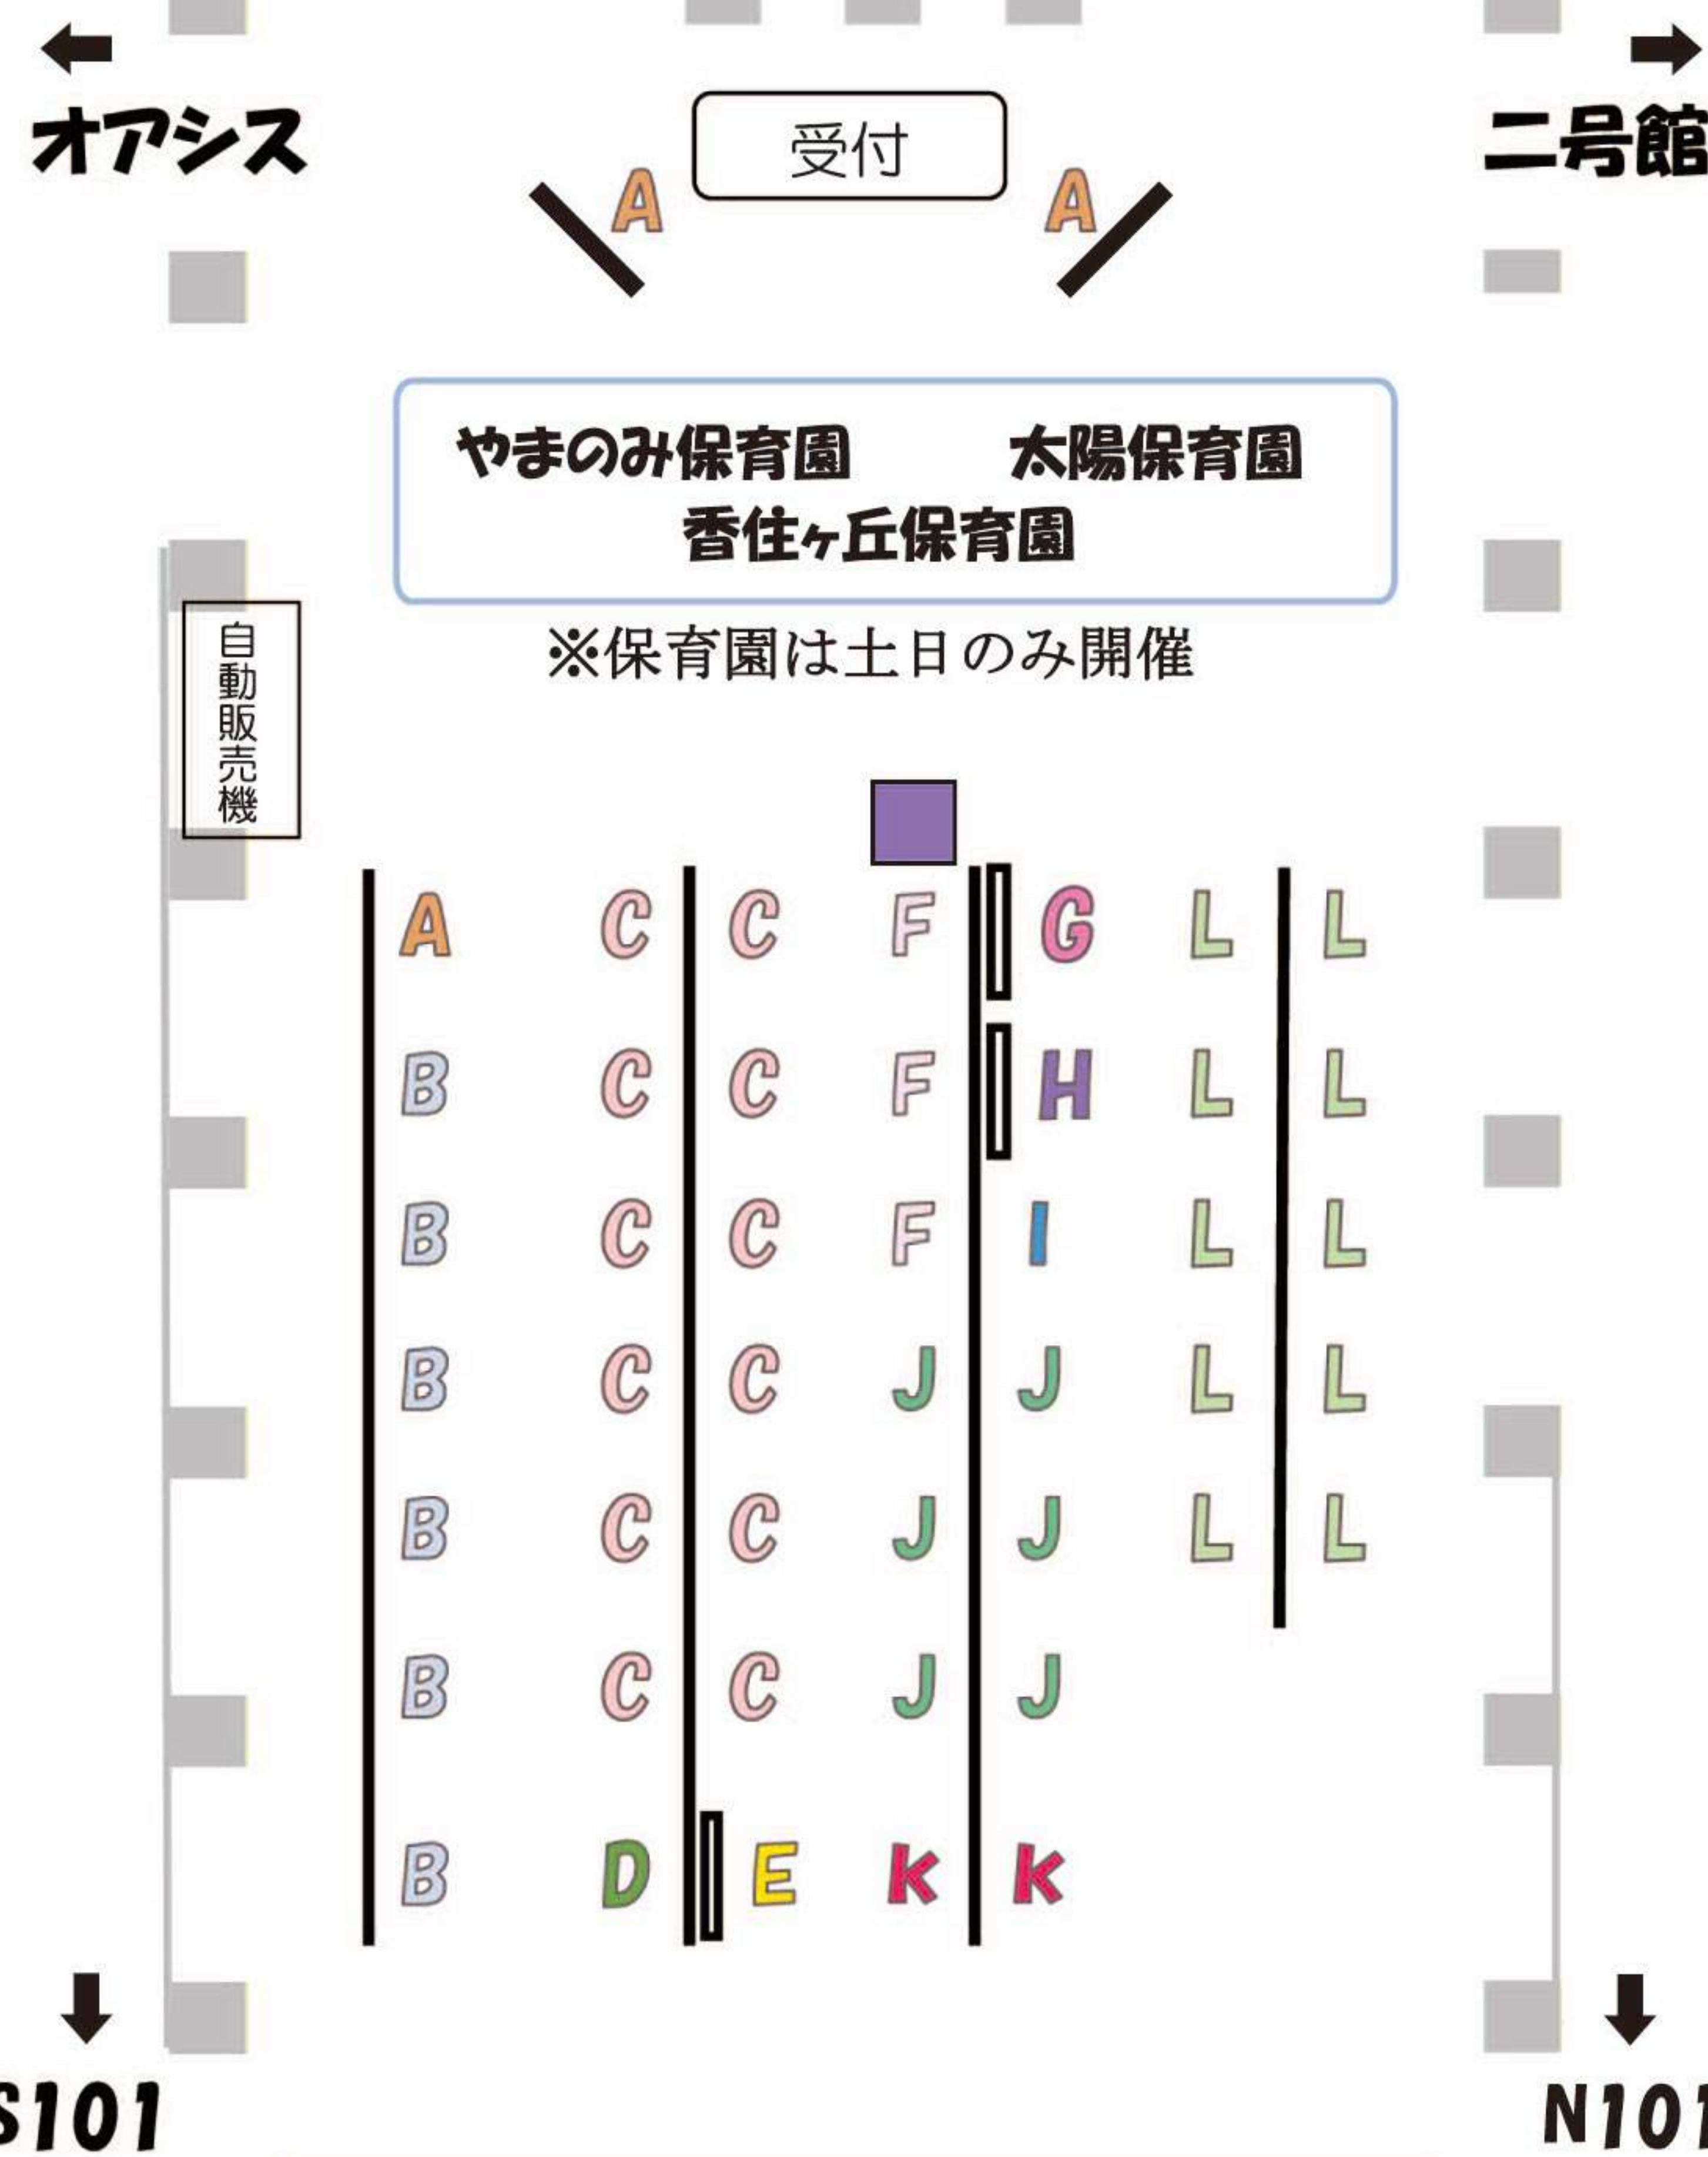 オアシス
受付
二号館
A A
やまのみ保育園 太陽保育園
香住ヶ丘保育園
※保育園は土日のみ開催
自動販売機
A C C F G L L
B C C F H L L
B C C F I L L
B C C J J L L
B C C J J L L
B C C J J
B D E K K
S101
N101